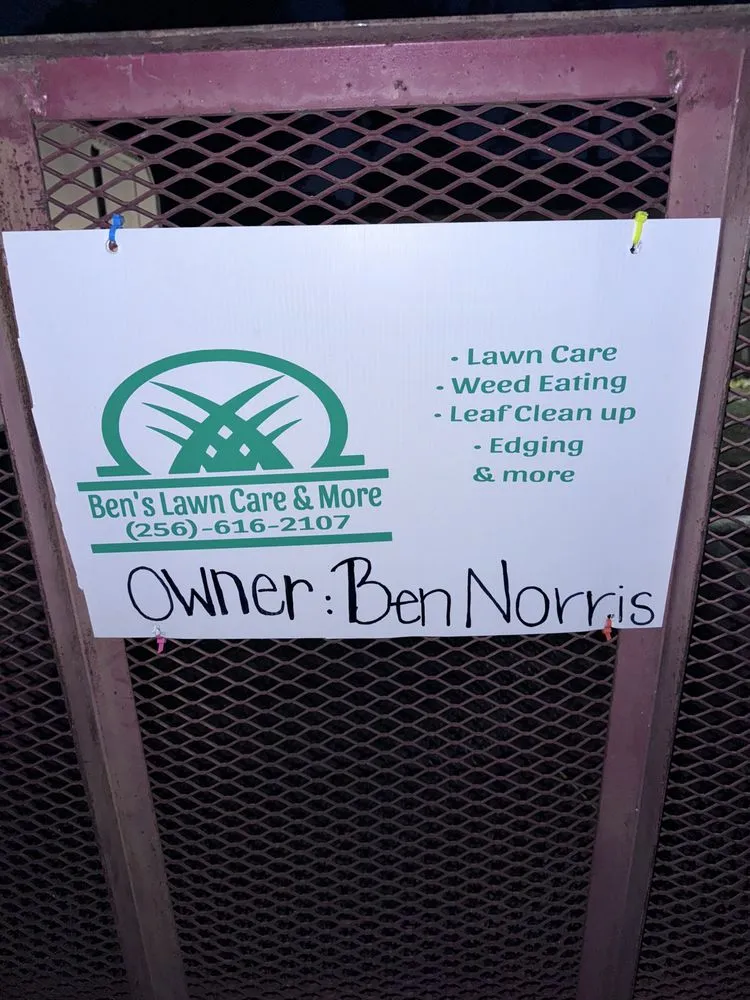 Ben's Lawn Care & More
(256)-616-2107
• Lawn Care
• Weed Eating
• Leaf Clean up
• Edging
& more
Owner: Ben Norris